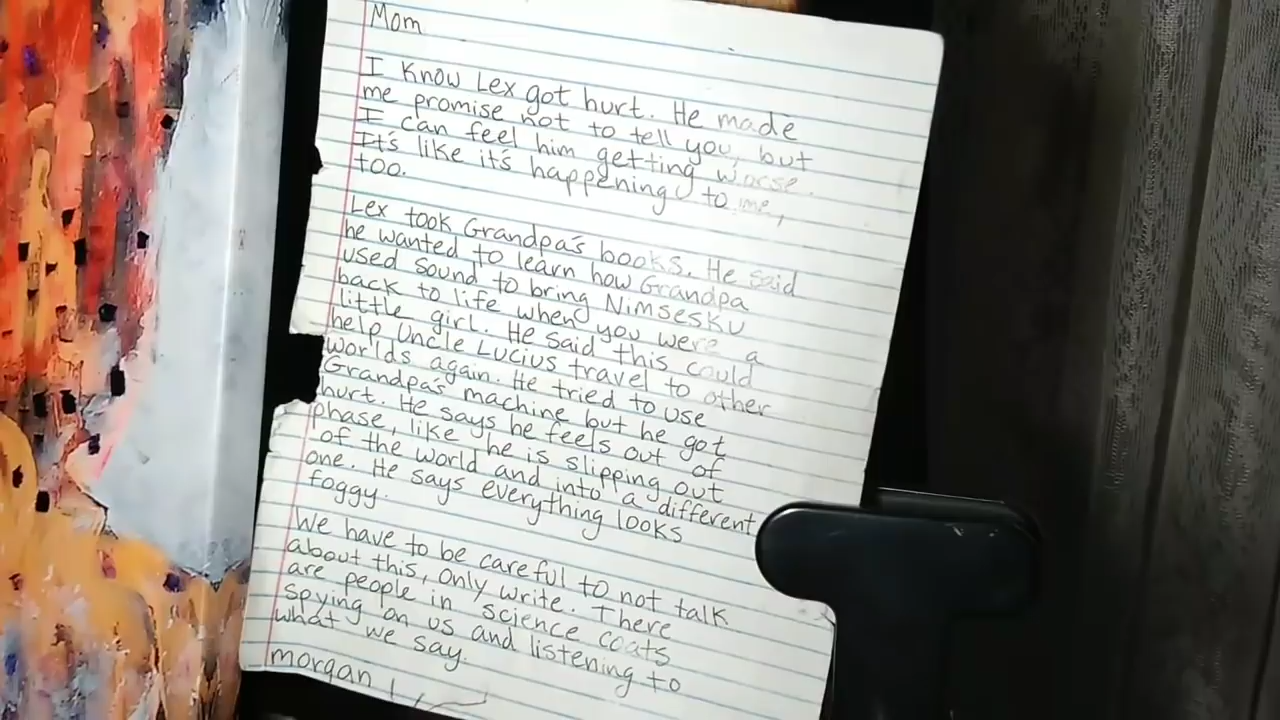 Mom
I know Lex got hurt. He made
me promise not to tell you, but
I can feel him getting worse.
It's like it's happening to me,
too.
Lex took Grandpa's books. He said
he wanted to learn how Grandpa
used sound to bring Nimsesku
back to life when you were a
little girl. He said this could
help Uncle Lucius travel to other
worlds again. He tried to use
Grandpa's machine but he got
hurt. He says he feels out of
phase, like he is slipping out
of the world and into a different
one. He says everything looks
foggy.
We have to be careful to not talk
about this, only write. There
are people in science coats
spying on us and listening to
what we say.
morgan